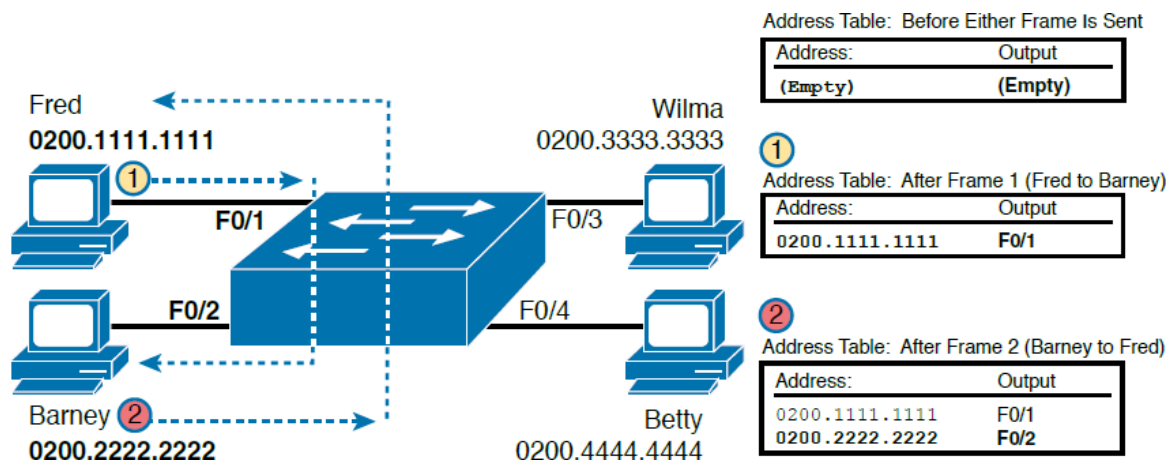 Fred
0200.1111.1111
1
F0/1
F0/2
Barney 2
0200.2222.2222
Wilma
0200.3333.3333
F0/3
F0/4
Betty
0200.4444.4444
Address Table: Before Either Frame Is Sent
Address: Output
(Empty) (Empty)
1
Address Table: After Frame 1 (Fred to Barney)
Address: Output
0200.1111.1111 F0/1
2
Address Table: After Frame 2 (Barney to Fred)
Address: Output
0200.1111.1111 F0/1
0200.2222.2222 F0/2